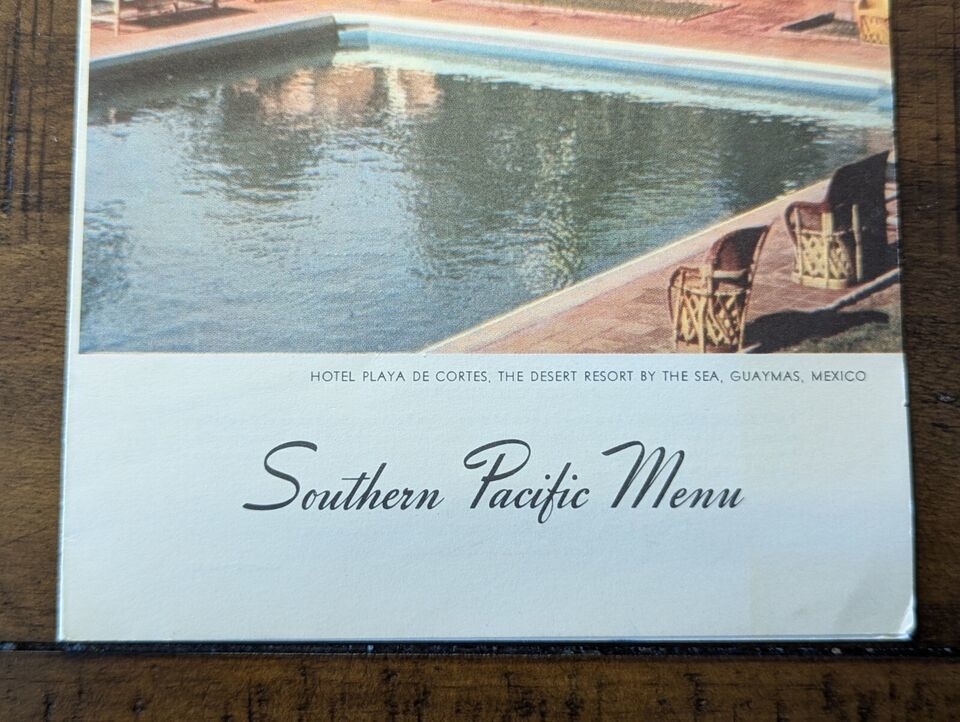 HOTEL PLAYA DE CORTES, THE DESERT RESORT BY THE SEA, GUAYMAS, MEXICO
Southern Pacific Menu